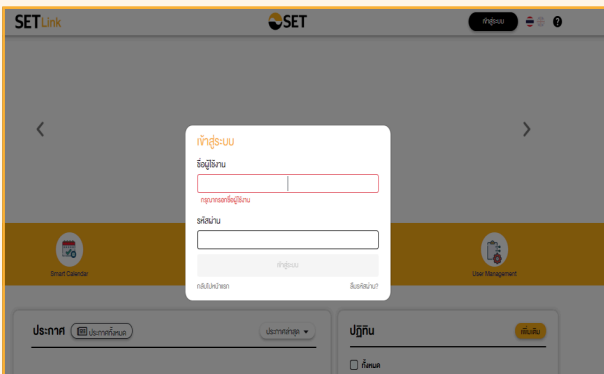 SETLink
SET
เข้าสู่ระบบ
?
เข้าสู่ระบบ
ชื่อผู้ใช้งาน
กรุณากรอกชื่อผู้ใช้งาน
รหัสผ่าน
เข้าสู่ระบบ
กลับไปหน้าแรก
ลืมรหัสผ่าน?
Smart Calendar
User Management
ประกาศ
ประกาศทั้งหมด
ประกาศล่าสุด
ปฏิทิน
เพิ่มเติม
ทั้งหมด